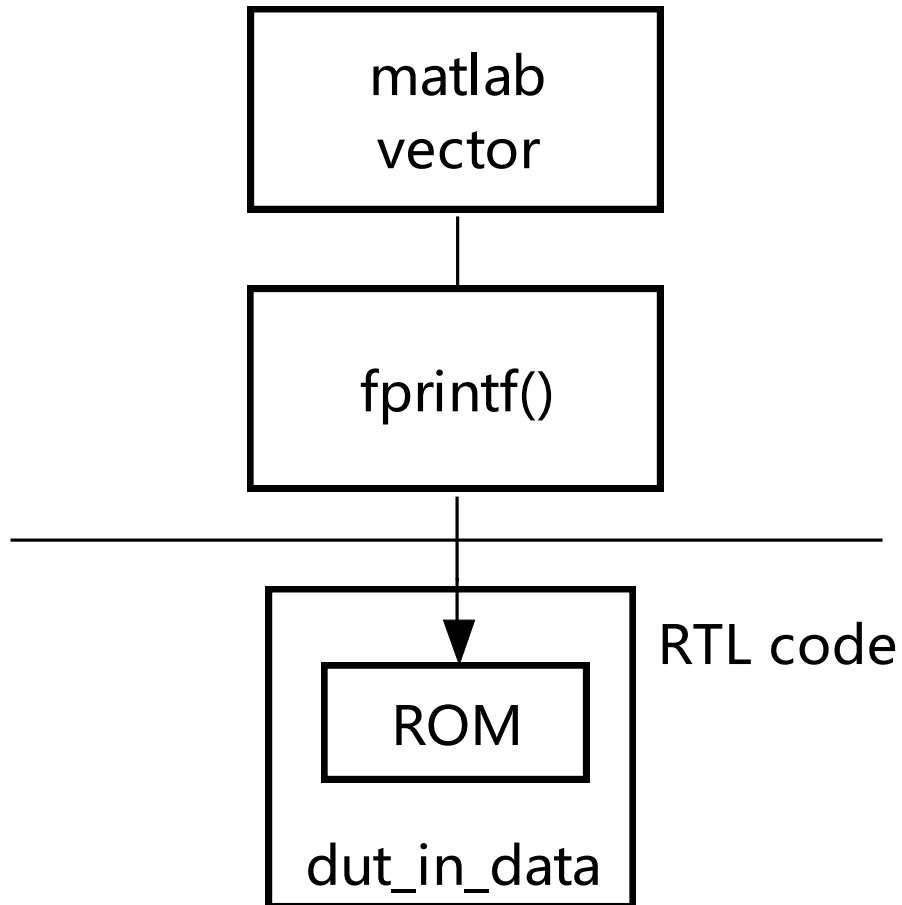 matlab
vector
fprintf()
RTL code
ROM
dut_in_data